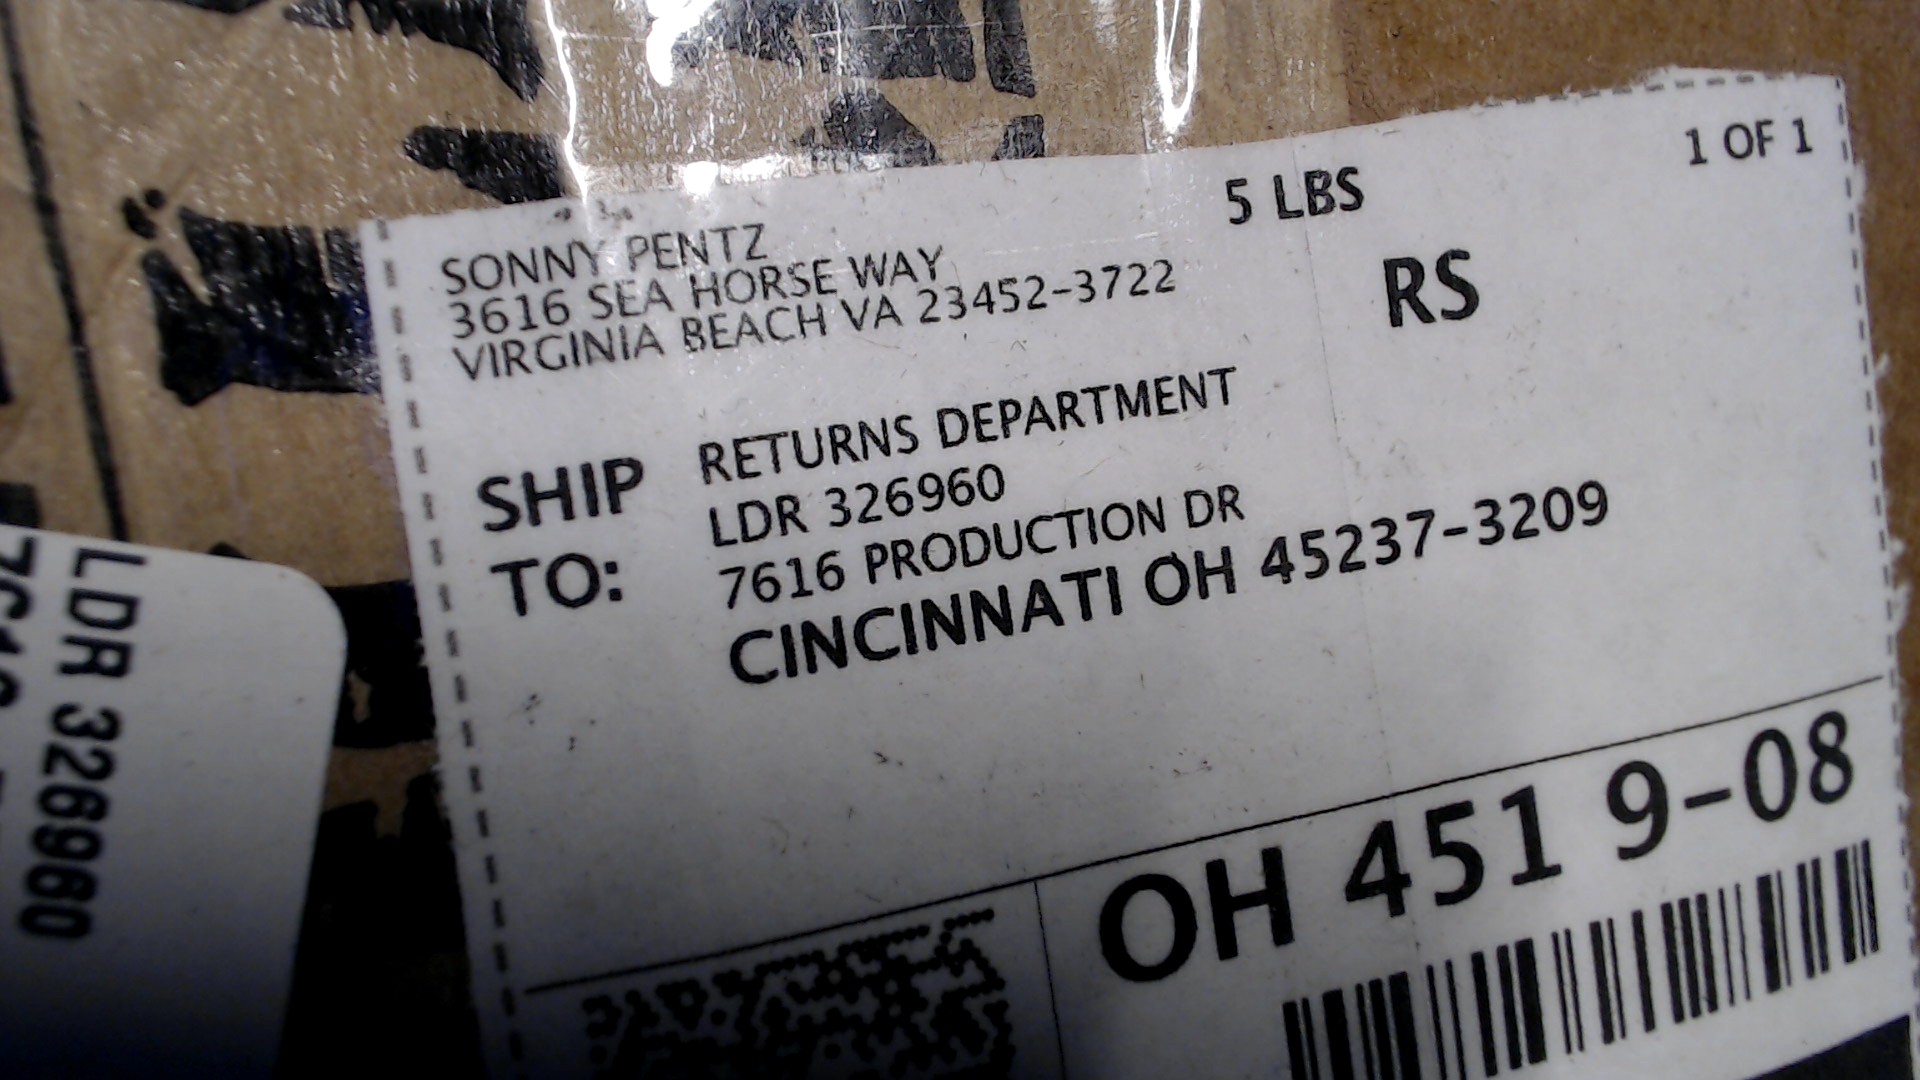 1 OF 1
5 LBS
RS
SONNY PENTZ
3616 SEA HORSE WAY
VIRGINIA BEACH VA 23452-3722
SHIP
TO:
RETURNS DEPARTMENT
LDR 326960
7616 PRODUCTION DR
CINCINNATI OH 45237-3209
OH 451 9-08
LDR 326960